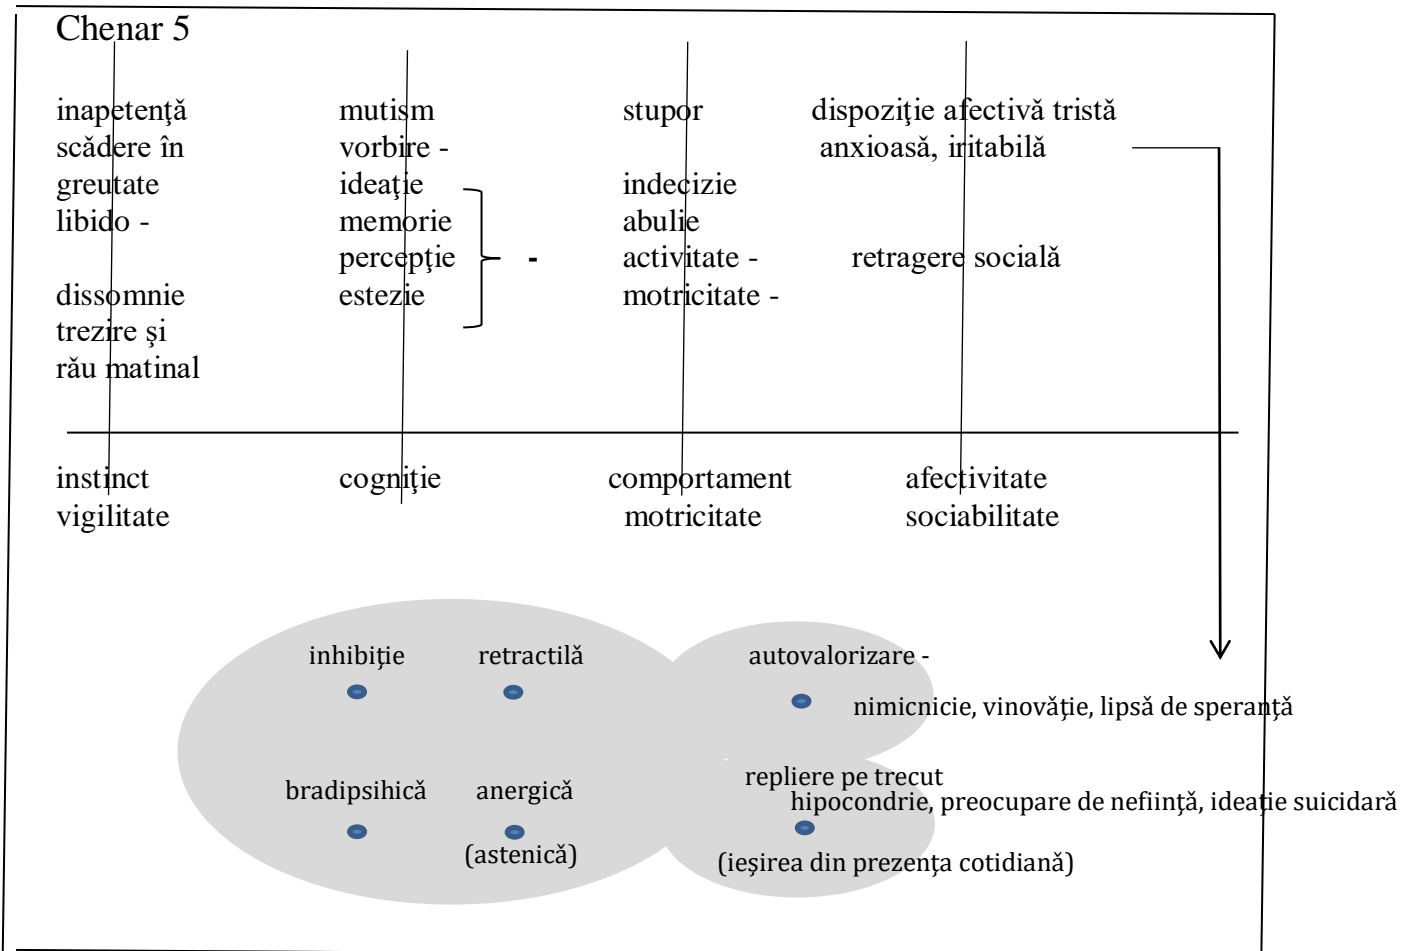 Chenar 5
inapetenţă mutism stupor dispoziţie afectivă tristă
scădere în vorbire - anxioasă, iritabilă
greutate ideaţie indecizie
libido - memorie abulie
percepţie - activitate - retragere socială
dissomnie estezie motricitate -
trezire şi
rău matinal
instinct cogniţie comportament afectivitate
vigilitate motricitate sociabilitate
inhibiţie retractilă autovalorizare -
nimicnicie, vinovăţie, lipsă de speranţă
repliere pe trecut
bradipsihică anergică hipocondrie, preocupare de nefiinţă, ideaţie suicidară
(astenică) (ieşirea din prezenţa cotidiană)